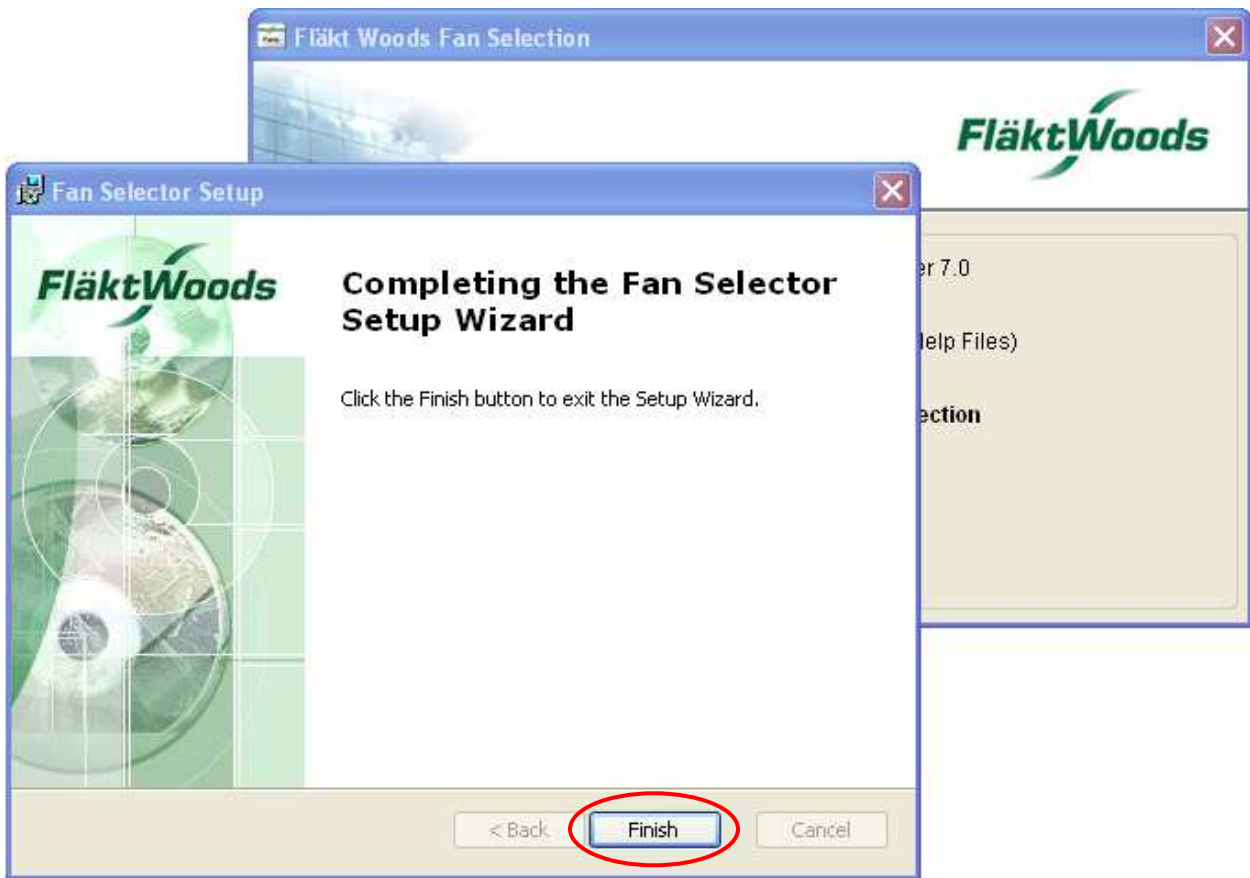 Fläkt Woods Fan Selection
FläktWoods
Fan Selector Setup
er 7.0
FläktWoods
Completing the Fan Selector
Setup Wizard
Help Files)
Click the Finish button to exit the Setup Wizard.
ection
< Back
Finish
Cancel